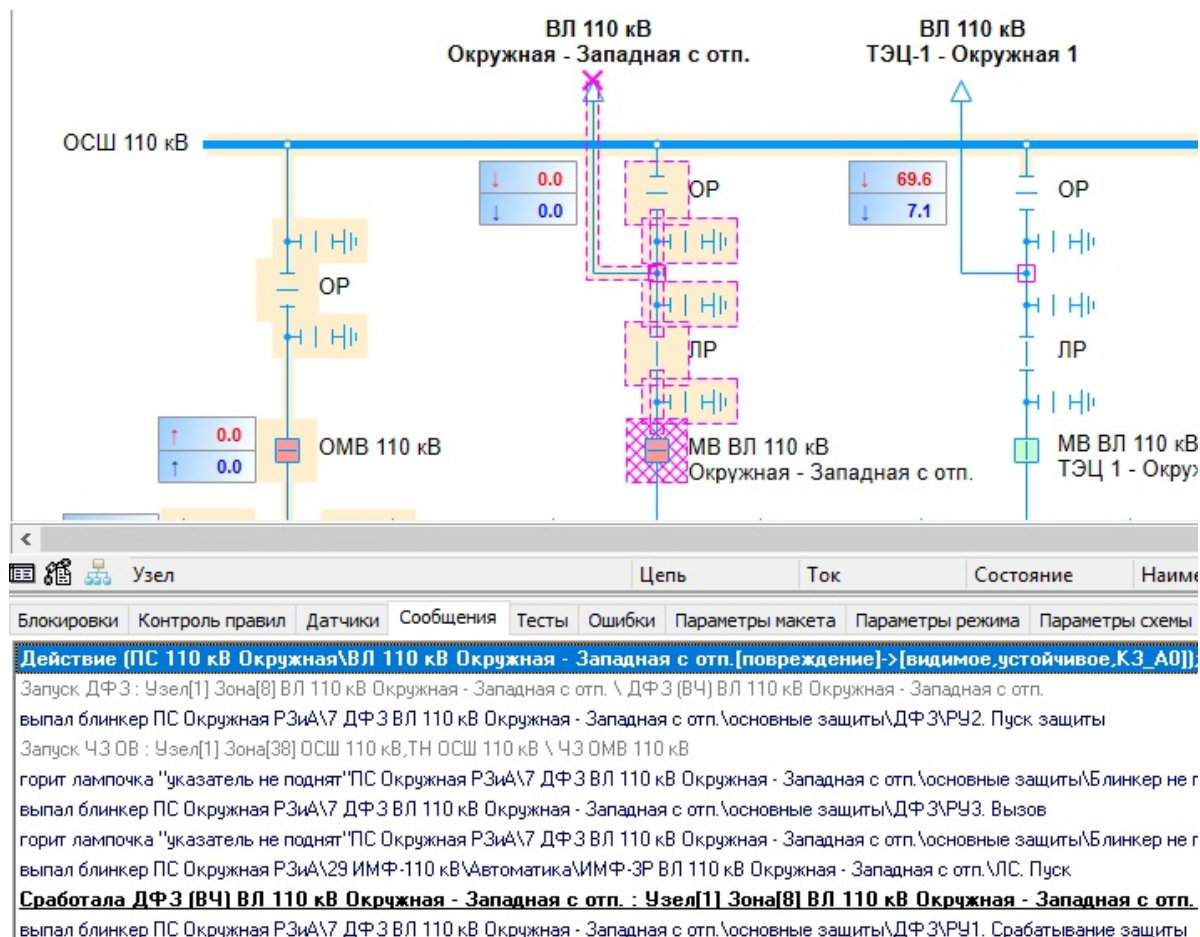 ВЛ 110 кВ
Окружная - Западная с отп.
ВЛ 110 кВ
ТЭЦ-1 - Окружная 1
ОСШ 110 кВ
↓ 0.0
↓ 0.0
ОР
↓ 69.6
↓ 7.1
ОР
ОР
ЛР
ЛР
↑ 0.0
↑ 0.0
ОМВ 110 кВ
МВ ВЛ 110 кВ
Окружная - Западная с отп.
МВ ВЛ 110 кВ
ТЭЦ 1 - Окруж
Узел Цепь Ток Состояние Наиме
Блокировки Контроль правил Датчики Сообщения Тесты Ошибки Параметры макета Параметры режима Параметры схемы
Действие (ПС 110 кВ Окружная\ВЛ 110 кВ Окружная - Западная с отп.[повреждение]->[видимое,устойчивое,КЗ_А0]);
Запуск ДФЗ : Узел[1] Зона[8] ВЛ 110 кВ Окружная - Западная с отп. \ ДФЗ (ВЧ) ВЛ 110 кВ Окружная - Западная с отп.
выпал блинкер ПС Окружная РЗиА\7 ДФЗ ВЛ 110 кВ Окружная - Западная с отп.\основные защиты\ДФЗ\РУ2. Пуск защиты
Запуск ЧЗ ОВ : Узел[1] Зона[38] ОСШ 110 кВ,ТН ОСШ 110 кВ \ ЧЗ ОМВ 110 кВ
горит лампочка "указатель не поднят"ПС Окружная РЗиА\7 ДФЗ ВЛ 110 кВ Окружная - Западная с отп.\основные защиты\Блинкер не п
выпал блинкер ПС Окружная РЗиА\7 ДФЗ ВЛ 110 кВ Окружная - Западная с отп.\основные защиты\ДФЗ\РУ3. Вызов
горит лампочка "указатель не поднят"ПС Окружная РЗиА\7 ДФЗ ВЛ 110 кВ Окружная - Западная с отп.\основные защиты\Блинкер не п
выпал блинкер ПС Окружная РЗиА\29 ИМФ-110 кВ\Автоматика\ИМФ-3Р ВЛ 110 кВ Окружная - Западная с отп.\ЛС. Пуск
Сработала ДФЗ (ВЧ) ВЛ 110 кВ Окружная - Западная с отп. : Узел[1] Зона[8] ВЛ 110 кВ Окружная - Западная с отп.
выпал блинкер ПС Окружная РЗиА\7 ДФЗ ВЛ 110 кВ Окружная - Западная с отп.\основные защиты\ДФЗ\РУ1. Срабатывание защиты